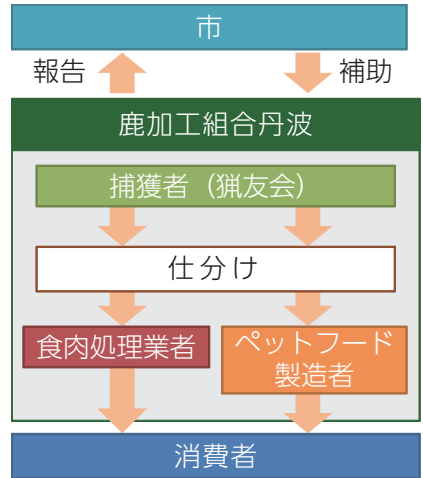 市
報告
補助
鹿加工組合丹波
捕獲者（猟友会）
仕分け
食肉処理業者
ペットフード
製造者
消費者